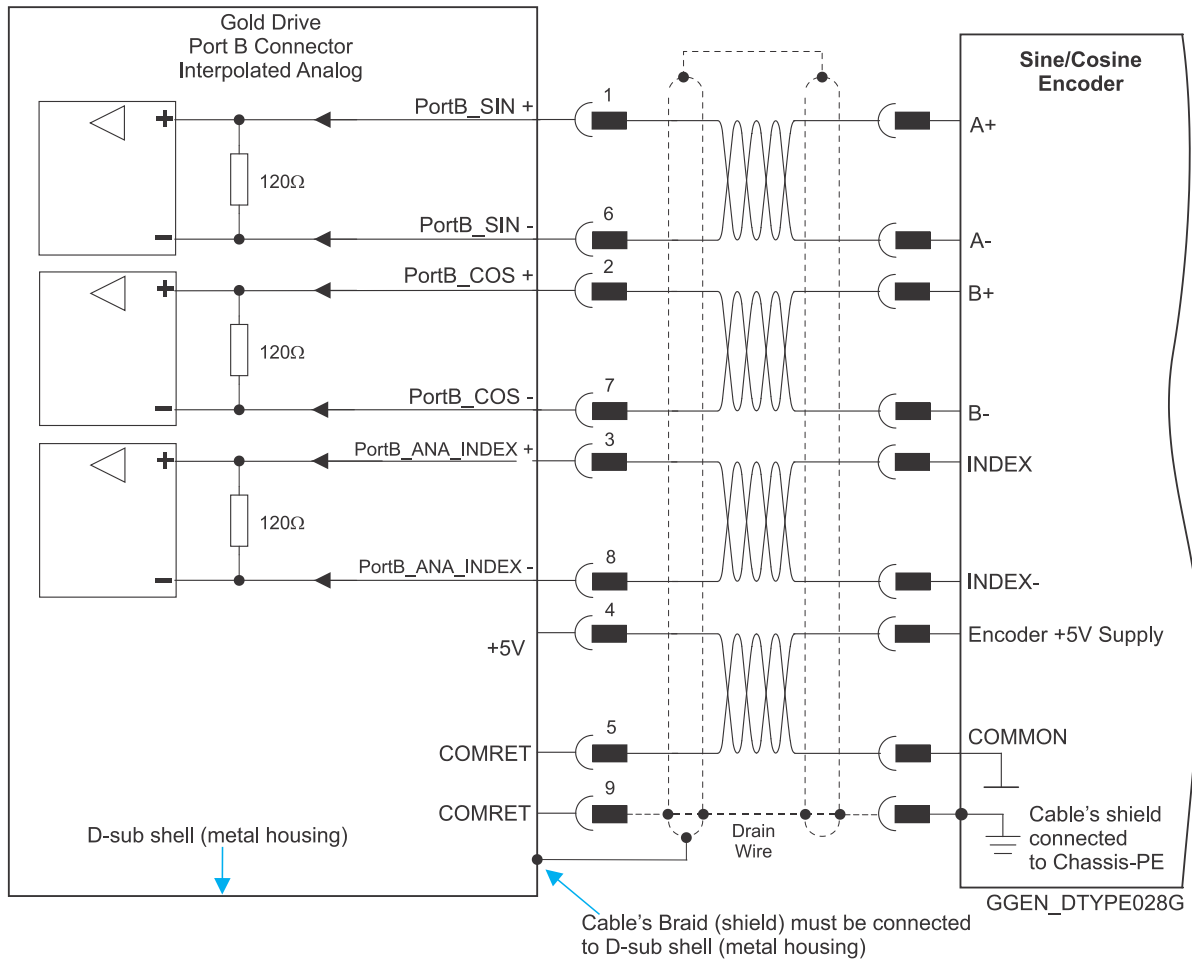 Gold Drive
Port B Connector
Interpolated Analog
Sine/Cosine
Encoder
PortB_SIN +
1
A+
120Ω
PortB_SIN -
6
A-
PortB_COS +
2
B+
120Ω
PortB_COS -
7
B-
PortB_ANA_INDEX +
3
INDEX
120Ω
PortB_ANA_INDEX -
8
INDEX-
+5V
4
Encoder +5V Supply
COMRET
5
COMMON
COMRET
9
Drain
Wire
Cable's shield
connected
to Chassis-PE
D-sub shell (metal housing)
GGEN_DTYPE028G
Cable's Braid (shield) must be connected
to D-sub shell (metal housing)